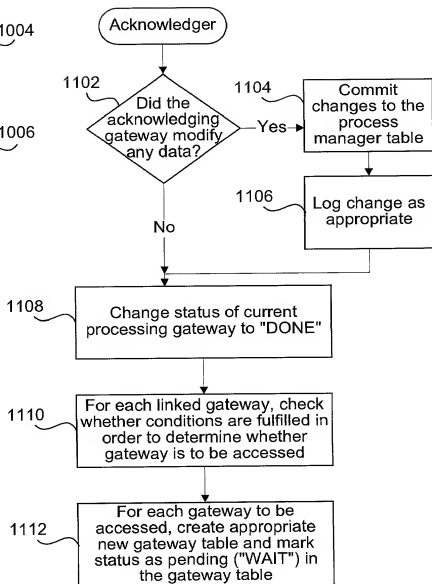 1004
Acknowledger
1102
Did the
acknowledging
gateway modify
any data?
Yes
1104
Commit
changes to the
process
manager table
1006
1106
Log change as
appropriate
No
1108
Change status of current
processing gateway to "DONE"
1110
For each linked gateway, check
whether conditions are fulfilled in
order to determine whether
gateway is to be accessed
1112
For each gateway to be
accessed, create appropriate
new gateway table and mark
status as pending ("WAIT") in
the gateway table